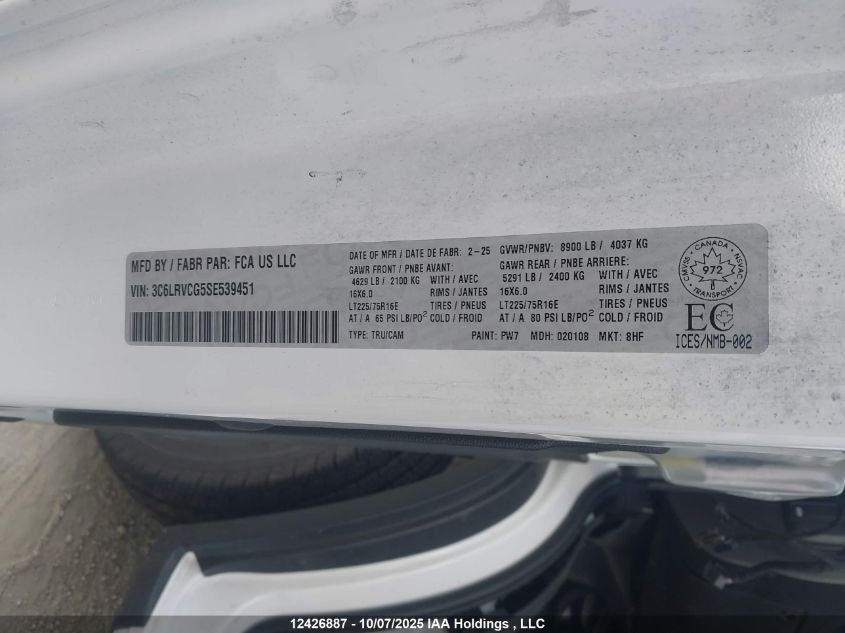 MFD BY / FABR PAR: FCA US LLC
VIN: 3C6LRVCG5SE539451
DATE OF MFR / DATE DE FABR: 2-25 GVWR/PNBV: 8900 LB / 4037 KG
GAWR FRONT / PNBE AVANT: GAWR REAR / PNBE ARRIERE:
4629 LB / 2100 KG WITH / AVEC 5291 LB / 2400 KG WITH / AVEC
16X6.0 RIMS / JANTES 16X6.0 RIMS / JANTES
LT225/75R16E TIRES / PNEUS LT225/75R16E TIRES / PNEUS
AT / A 65 PSI LB/PO² COLD / FROID AT / A 80 PSI LB/PO² COLD / FROID
TYPE: TRU/CAM PAINT: PW7 MDH: 020108 MKT: 8HF
CANADA
CMVSS NSVAC
972
TRANSPORT
EC
ICES/NMB-002
12426887 - 10/07/2025 IAA Holdings , LLC